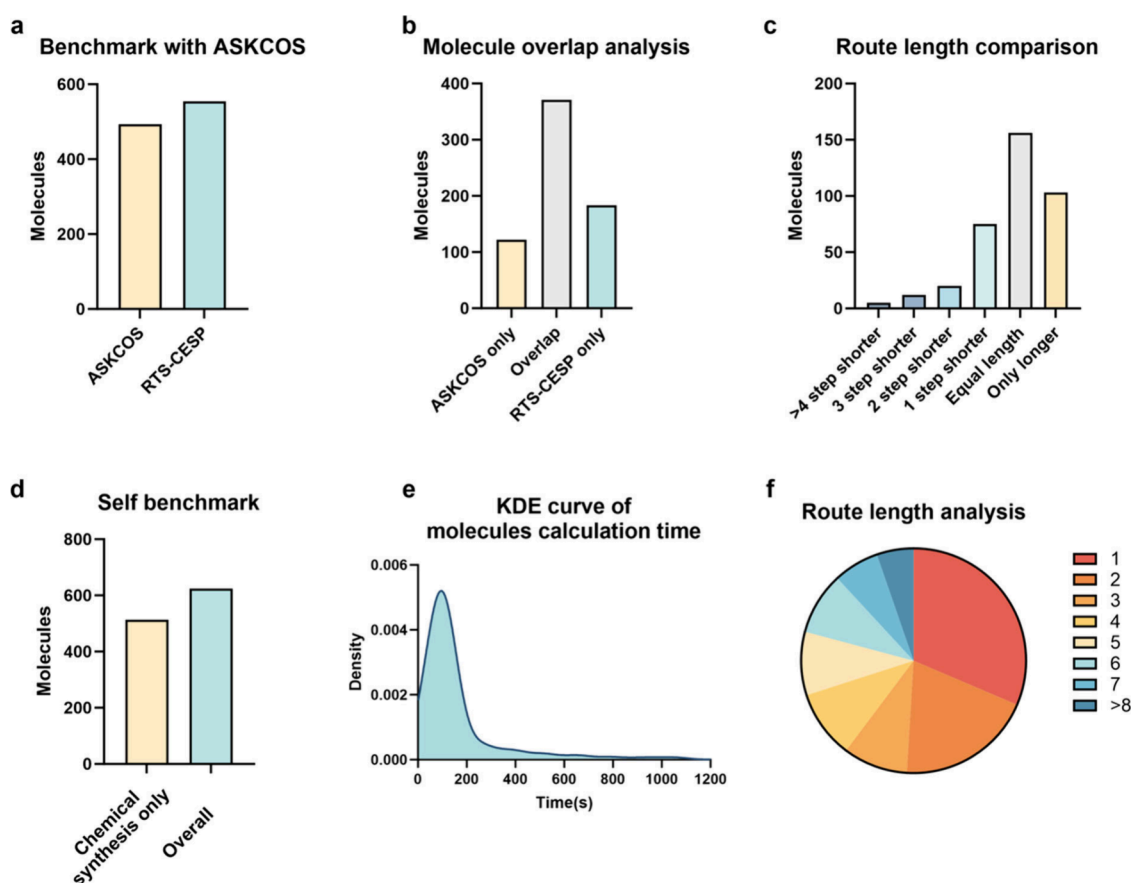 a
Benchmark with ASKCOS
Molecules
600
400
200
0
ASKCOS
RTS-CESP
b
Molecule overlap analysis
Molecules
400
300
200
100
0
ASKCOS only
Overlap
RTS-CESP only
c
Route length comparison
Molecules
200
150
100
50
0
>4 step shorter
3 step shorter
2 step shorter
1 step shorter
Equal length
Only longer
d
Self benchmark
Molecules
800
600
400
200
0
Chemical
synthesis only
Overall
e
KDE curve of
molecules calculation time
Density
0.006
0.004
0.002
0.000
0 200 400 600 800 1000 1200
Time(s)
f
Route length analysis
1
2
3
4
5
6
7
>8